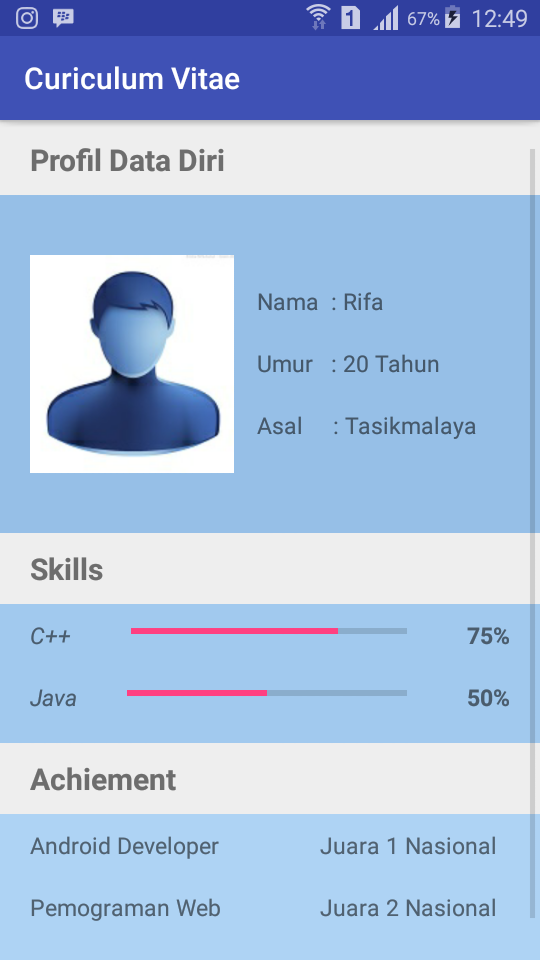 67% 12:49
Curiculum Vitae
Profil Data Diri
Nama : Rifa
Umur : 20 Tahun
Asal : Tasikmalaya
Skills
C++ 75%
Java 50%
Achiement
Android Developer Juara 1 Nasional
Pemograman Web Juara 2 Nasional